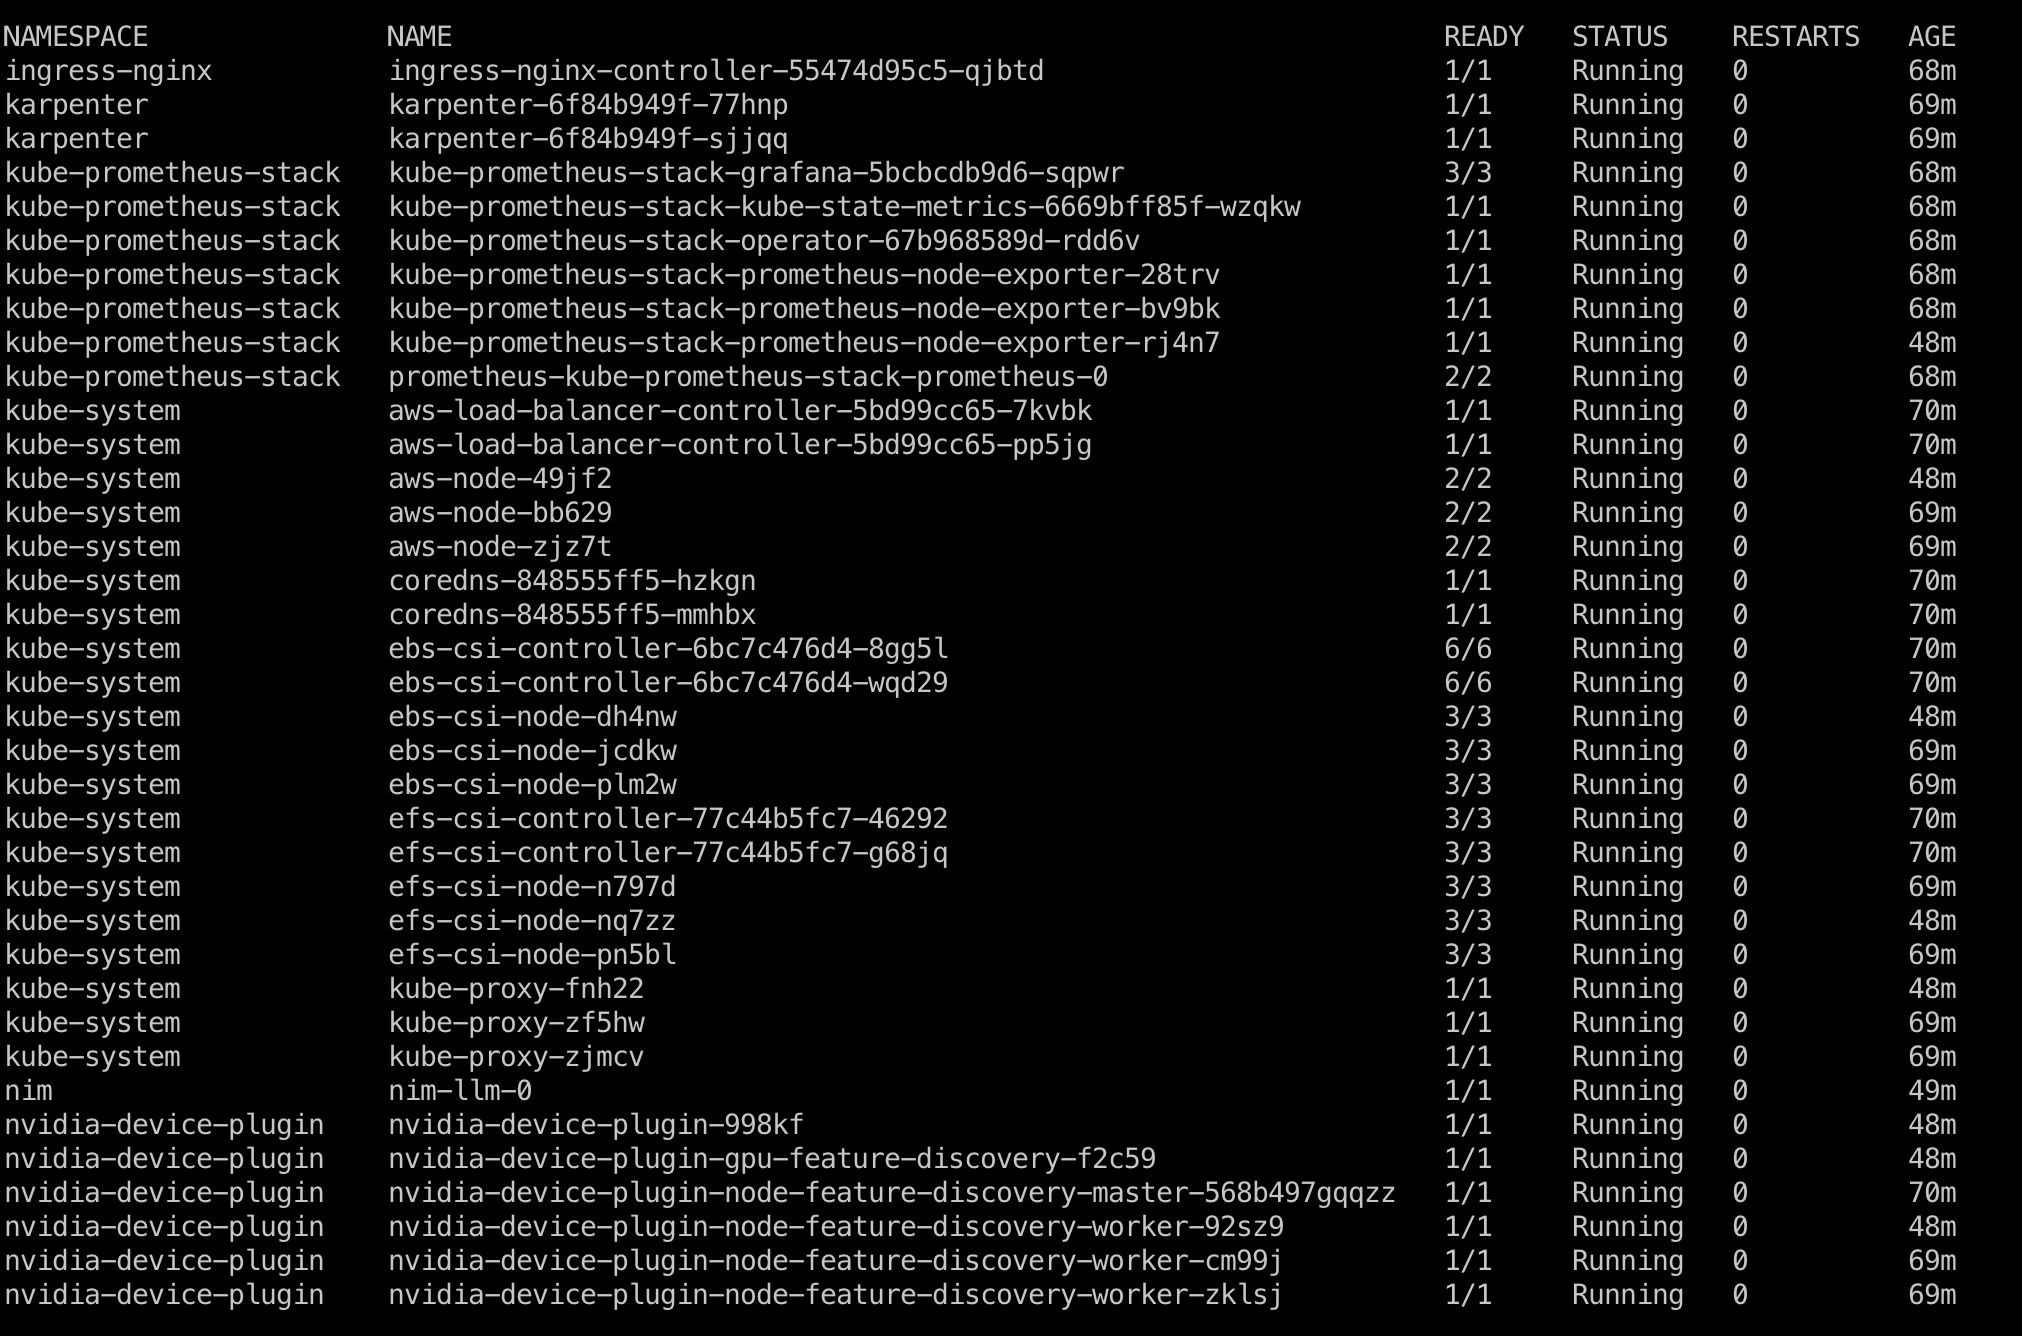 NAMESPACE NAME READY STATUS RESTARTS AGE
ingress-nginx ingress-nginx-controller-55474d95c5-qjbtd 1/1 Running 0 68m
karpenter karpenter-6f84b949f-77hnp 1/1 Running 0 69m
karpenter karpenter-6f84b949f-sjjqq 1/1 Running 0 69m
kube-prometheus-stack kube-prometheus-stack-grafana-5bcbcdb9d6-sqpwr 3/3 Running 0 68m
kube-prometheus-stack kube-prometheus-stack-kube-state-metrics-6669bff85f-wzqkw 1/1 Running 0 68m
kube-prometheus-stack kube-prometheus-stack-operator-67b968589d-rdd6v 1/1 Running 0 68m
kube-prometheus-stack kube-prometheus-stack-prometheus-node-exporter-28trv 1/1 Running 0 68m
kube-prometheus-stack kube-prometheus-stack-prometheus-node-exporter-bv9bk 1/1 Running 0 68m
kube-prometheus-stack kube-prometheus-stack-prometheus-node-exporter-rj4n7 1/1 Running 0 48m
kube-prometheus-stack prometheus-kube-prometheus-stack-prometheus-0 2/2 Running 0 68m
kube-system aws-load-balancer-controller-5bd99cc65-7kvbk 1/1 Running 0 70m
kube-system aws-load-balancer-controller-5bd99cc65-pp5jg 1/1 Running 0 70m
kube-system aws-node-49jf2 2/2 Running 0 48m
kube-system aws-node-bb629 2/2 Running 0 69m
kube-system aws-node-zjz7t 2/2 Running 0 69m
kube-system coredns-848555ff5-hzkgn 1/1 Running 0 70m
kube-system coredns-848555ff5-mmhbx 1/1 Running 0 70m
kube-system ebs-csi-controller-6bc7c476d4-8gg5l 6/6 Running 0 70m
kube-system ebs-csi-controller-6bc7c476d4-wqd29 6/6 Running 0 70m
kube-system ebs-csi-node-dh4nw 3/3 Running 0 48m
kube-system ebs-csi-node-jcdkw 3/3 Running 0 69m
kube-system ebs-csi-node-plm2w 3/3 Running 0 69m
kube-system efs-csi-controller-77c44b5fc7-46292 3/3 Running 0 70m
kube-system efs-csi-controller-77c44b5fc7-g68jq 3/3 Running 0 70m
kube-system efs-csi-node-n797d 3/3 Running 0 69m
kube-system efs-csi-node-nq7zz 3/3 Running 0 48m
kube-system efs-csi-node-pn5bl 3/3 Running 0 69m
kube-system kube-proxy-fnh22 1/1 Running 0 48m
kube-system kube-proxy-zf5hw 1/1 Running 0 69m
kube-system kube-proxy-zjmcv 1/1 Running 0 69m
nim nim-llm-0 1/1 Running 0 49m
nvidia-device-plugin nvidia-device-plugin-998kf 1/1 Running 0 48m
nvidia-device-plugin nvidia-device-plugin-gpu-feature-discovery-f2c59 1/1 Running 0 48m
nvidia-device-plugin nvidia-device-plugin-node-feature-discovery-master-568b497gqqzz 1/1 Running 0 70m
nvidia-device-plugin nvidia-device-plugin-node-feature-discovery-worker-92sz9 1/1 Running 0 48m
nvidia-device-plugin nvidia-device-plugin-node-feature-discovery-worker-cm99j 1/1 Running 0 69m
nvidia-device-plugin nvidia-device-plugin-node-feature-discovery-worker-zklsj 1/1 Running 0 69m